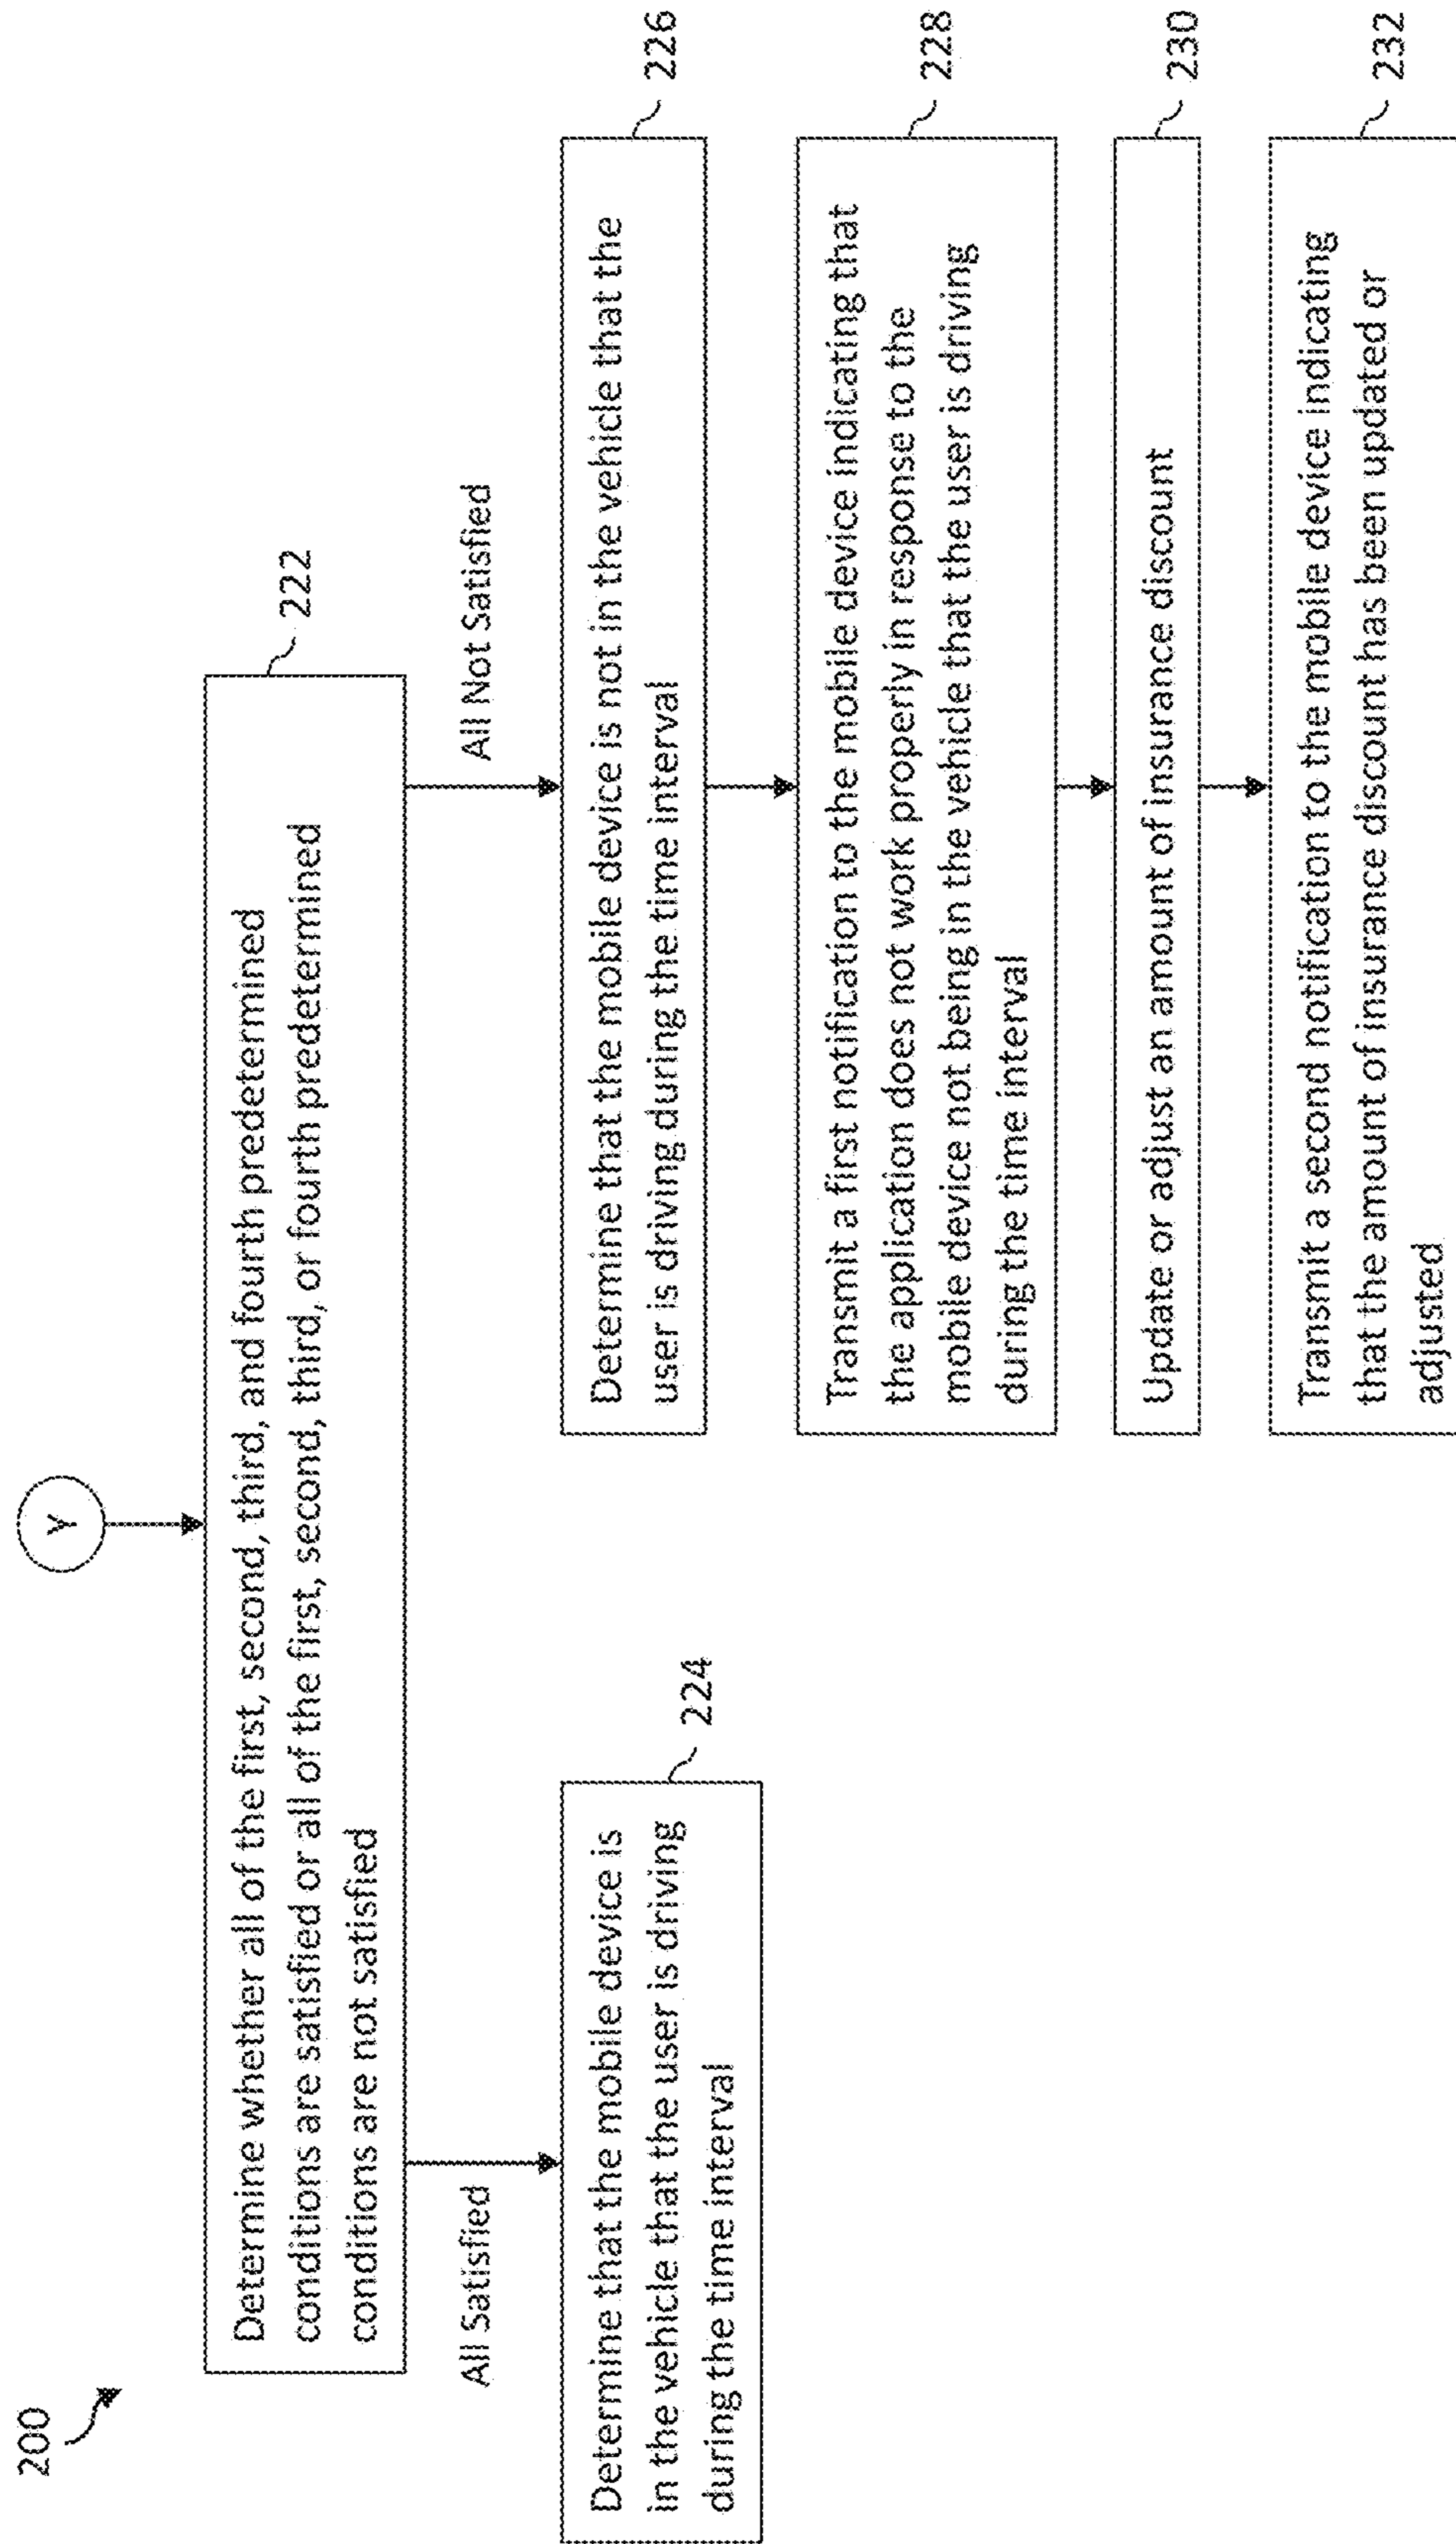 200
Y
222
Determine whether all of the first, second, third, and fourth predetermined
conditions are satisfied or all of the first, second, third, or fourth predetermined
conditions are not satisfied
All Satisfied
All Not Satisfied
224
Determine that the mobile device is
in the vehicle that the user is driving
during the time interval
226
Determine that the mobile device is not in the vehicle that the
user is driving during the time interval
228
Transmit a first notification to the mobile device indicating that
the application does not work properly in response to the
mobile device not being in the vehicle that the user is driving
during the time interval
230
Update or adjust an amount of insurance discount
232
Transmit a second notification to the mobile device indicating
that the amount of insurance discount has been updated or
adjusted